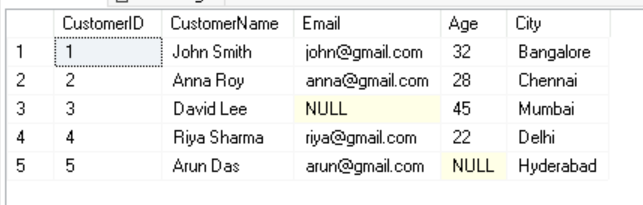 CustomerID CustomerName Email Age City
1 1 John Smith john@gmail.com 32 Bangalore
2 2 Anna Roy anna@gmail.com 28 Chennai
3 3 David Lee NULL 45 Mumbai
4 4 Riya Sharma riya@gmail.com 22 Delhi
5 5 Arun Das arun@gmail.com NULL Hyderabad